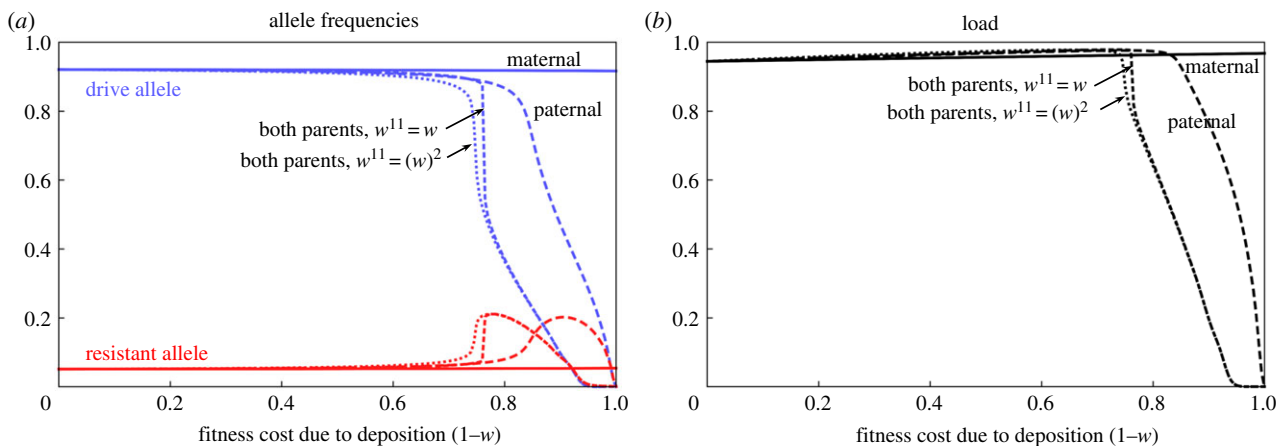 (a)
allele frequencies
1.0
0.8
0.6
0.4
0.2
0
0.2
0.4
0.6
0.8
1.0
maternal
drive allele
paternal
both parents, w¹¹ = w
both parents, w¹¹ = (w)²
resistant allele
fitness cost due to deposition (1–w)
(b)
load
1.0
0.8
0.6
0.4
0.2
0
0.2
0.4
0.6
0.8
1.0
maternal
both parents, w¹¹ = w
both parents, w¹¹ = (w)²
paternal
fitness cost due to deposition (1–w)